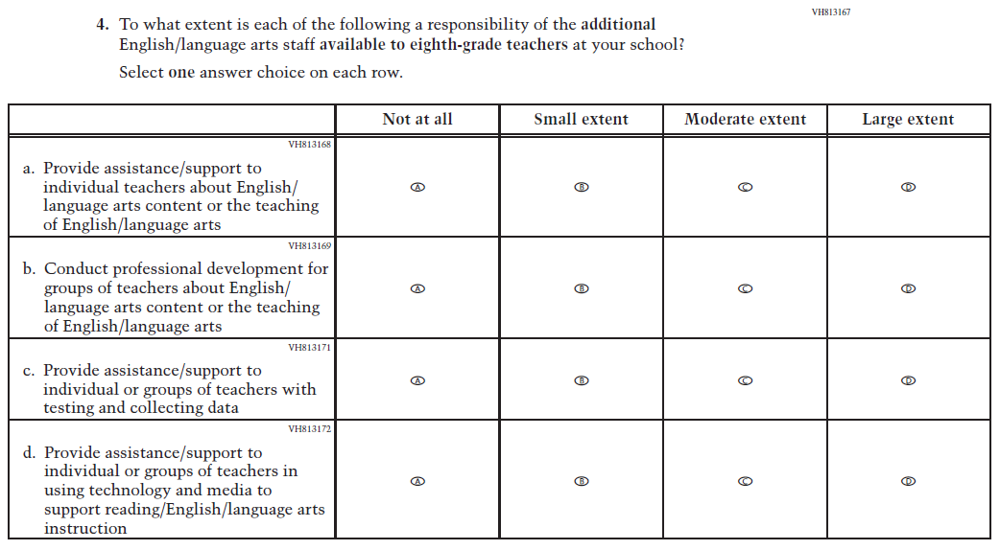 VH813167
4. To what extent is each of the following a responsibility of the additional
English/language arts staff available to eighth-grade teachers at your school?
Select one answer choice on each row.
Not at all Small extent Moderate extent Large extent
VH813168
a. Provide assistance/support to
individual teachers about English/
language arts content or the teaching
of English/language arts
A B C D
VH813169
b. Conduct professional development for
groups of teachers about English/
language arts content or the teaching
of English/language arts
A B C D
VH813171
c. Provide assistance/support to
individual or groups of teachers with
testing and collecting data
A B C D
VH813172
d. Provide assistance/support to
individual or groups of teachers in
using technology and media to
support reading/English/language arts
instruction
A B C D